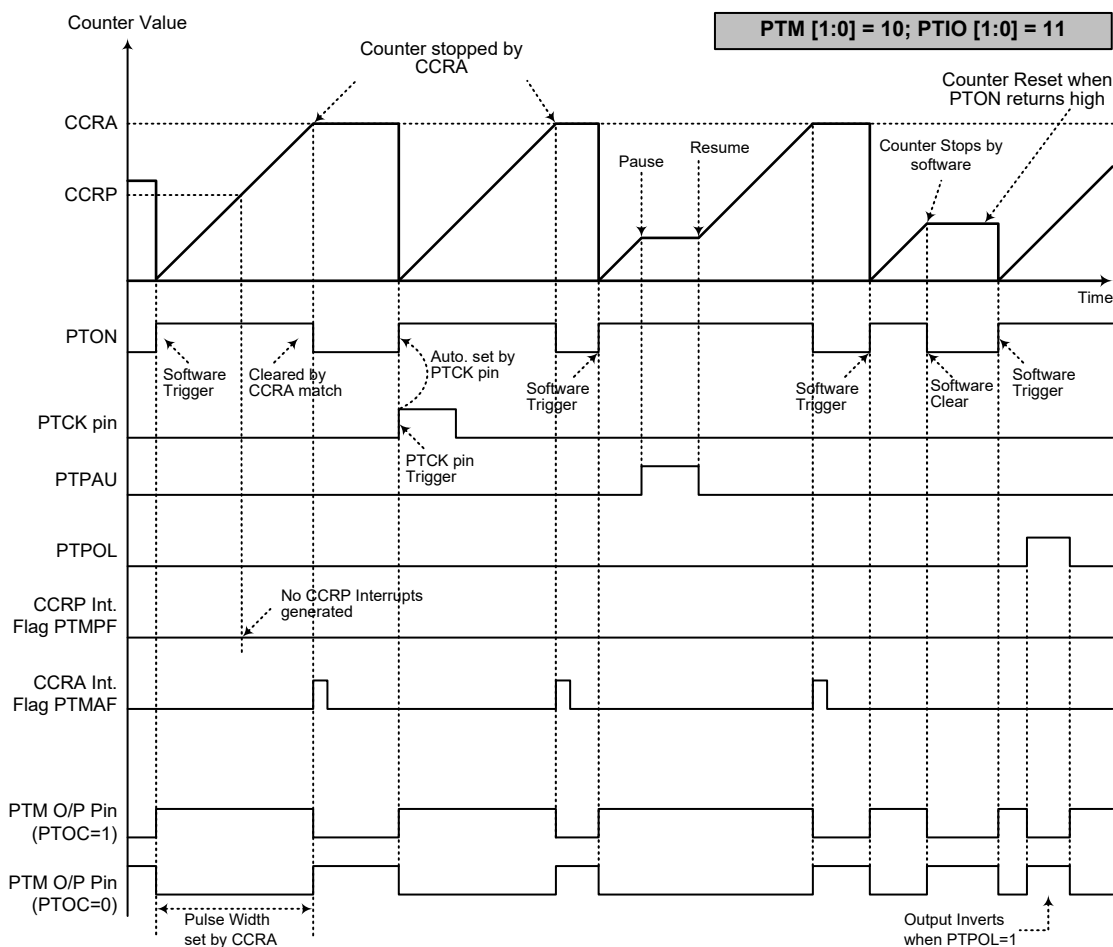 Counter Value
PTM [1:0] = 10; PTIO [1:0] = 11
Counter stopped by
CCRA
Counter Reset when
PTON returns high
CCRA
CCRP
Pause
Resume
Counter Stops by
software
Time
PTON
Software
Trigger
Cleared by
CCRA match
Auto. set by
PTCK pin
Software
Trigger
Software
Trigger
Software
Clear
Software
Trigger
PTCK pin
PTCK pin
Trigger
PTPAU
PTPOL
CCRP Int.
Flag PTMPF
No CCRP Interrupts
generated
CCRA Int.
Flag PTMAF
PTM O/P Pin
(PTOC=1)
PTM O/P Pin
(PTOC=0)
Pulse Width
set by CCRA
Output Inverts
when PTPOL=1